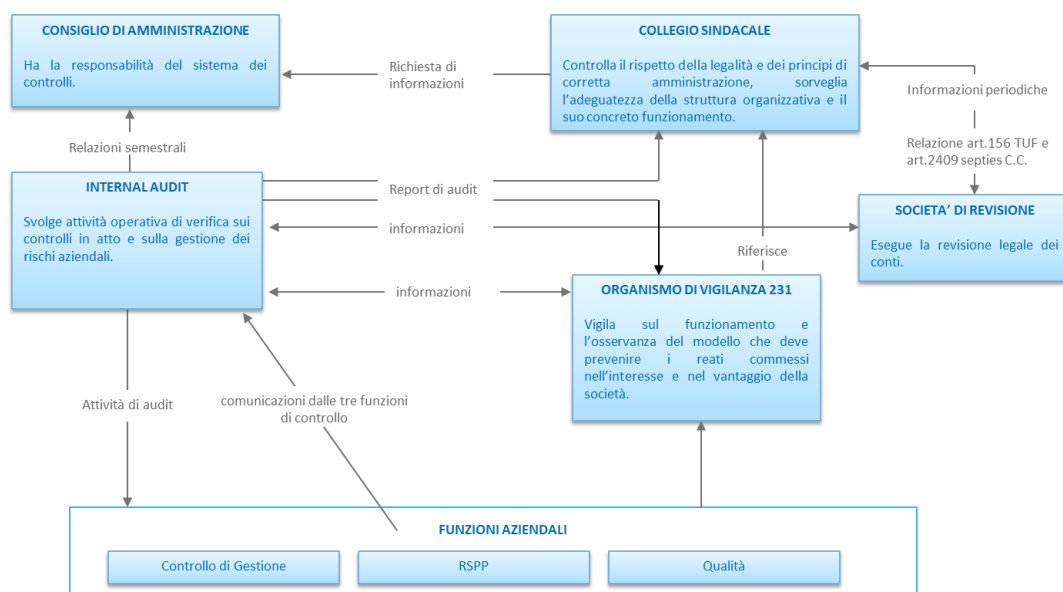 CONSIGLIO DI AMMINISTRAZIONE
Ha la responsabilità del sistema dei
controlli.
Richiesta di
informazioni
COLLEGIO SINDACALE
Controlla il rispetto della legalità e dei principi di
corretta amministrazione, sorveglia
l'adeguatezza della struttura organizzativa e il
suo concreto funzionamento.
Informazioni periodiche
Relazione art.156 TUF e
art.2409 septies C.C.
Relazioni semestrali
INTERNAL AUDIT
Svolge attività operativa di verifica sui
controlli in atto e sulla gestione dei
rischi aziendali.
Report di audit
informazioni
SOCIETA' DI REVISIONE
Esegue la revisione legale dei
conti.
Riferisce
informazioni
ORGANISMO DI VIGILANZA 231
Vigila sul funzionamento e
l'osservanza del modello che deve
prevenire i reati commessi
nell'interesse e nel vantaggio della
società.
Attività di audit
comunicazioni dalle tre funzioni
di controllo
FUNZIONI AZIENDALI
Controllo di Gestione
RSPP
Qualità